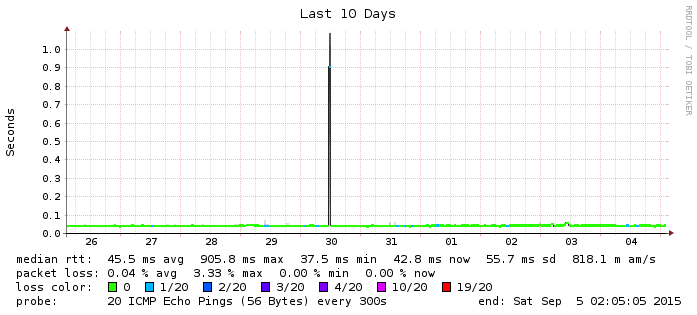 Last 10 Days
RRDTOOL / TOBI OETIKER
Seconds
1.0
0.9
0.8
0.7
0.6
0.5
0.4
0.3
0.2
0.1
0.0
26 27 28 29 30 31 01 02 03 04
median rtt: 45.5 ms avg 905.8 ms max 37.5 ms min 42.8 ms now 55.7 ms sd 818.1 m am/s
packet loss: 0.04 % avg 3.33 % max 0.00 % min 0.00 % now
loss color: 0 1/20 2/20 3/20 4/20 10/20 19/20
probe: 20 ICMP Echo Pings (56 Bytes) every 300s end: Sat Sep 5 02:05:05 2015